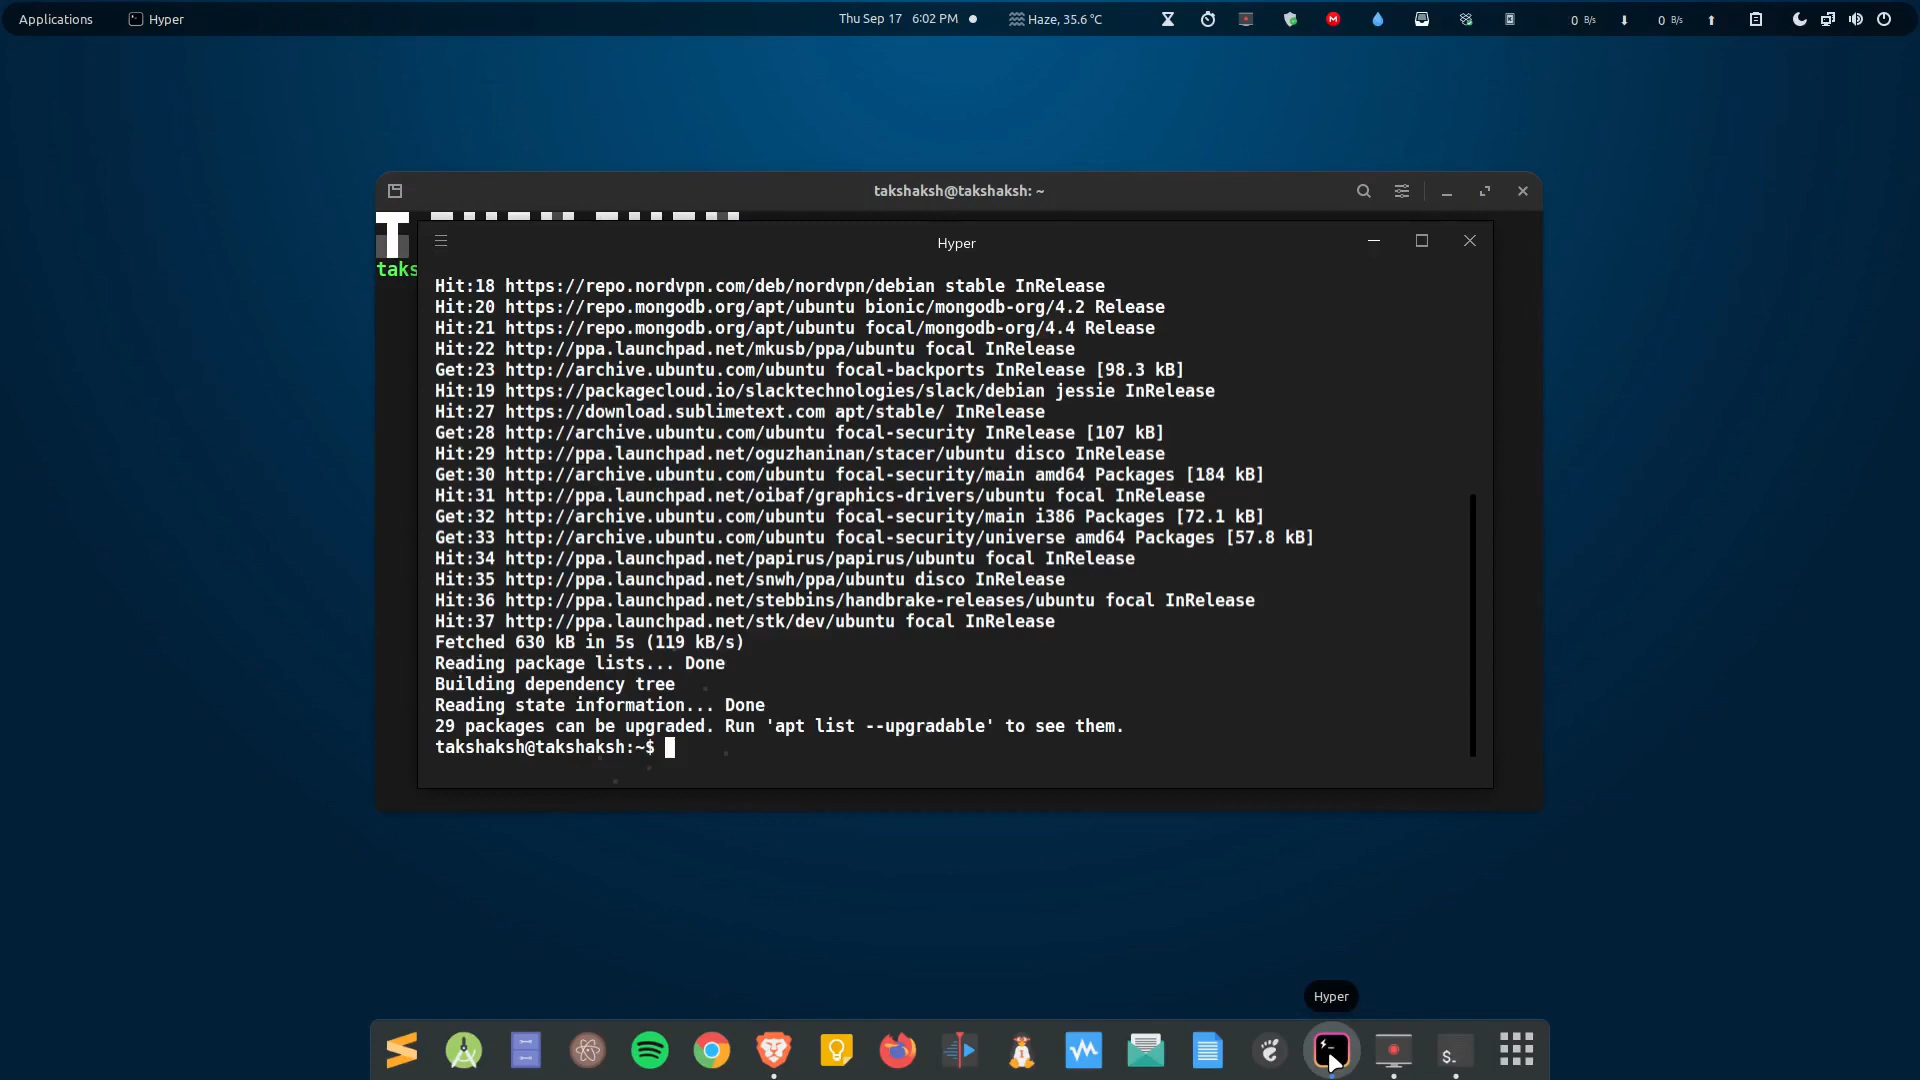 Applications
Hyper
Thu Sep 17 6:02 PM
Haze, 35.6 °C
0 B/s
0 B/s
takshaksh@takshaksh: ~
taks
Hyper
Hit:18 https://repo.nordvpn.com/deb/nordvpn/debian stable InRelease
Hit:20 https://repo.mongodb.org/apt/ubuntu bionic/mongodb-org/4.2 Release
Hit:21 https://repo.mongodb.org/apt/ubuntu focal/mongodb-org/4.4 Release
Hit:22 http://ppa.launchpad.net/mkusb/ppa/ubuntu focal InRelease
Get:23 http://archive.ubuntu.com/ubuntu focal-backports InRelease [98.3 kB]
Hit:19 https://packagecloud.io/slacktechnologies/slack/debian jessie InRelease
Hit:27 https://download.sublimetext.com apt/stable/ InRelease
Get:28 http://archive.ubuntu.com/ubuntu focal-security InRelease [107 kB]
Hit:29 http://ppa.launchpad.net/oguzhaninan/stacer/ubuntu disco InRelease
Get:30 http://archive.ubuntu.com/ubuntu focal-security/main amd64 Packages [184 kB]
Hit:31 http://ppa.launchpad.net/oibaf/graphics-drivers/ubuntu focal InRelease
Get:32 http://archive.ubuntu.com/ubuntu focal-security/main i386 Packages [72.1 kB]
Get:33 http://archive.ubuntu.com/ubuntu focal-security/universe amd64 Packages [57.8 kB]
Hit:34 http://ppa.launchpad.net/papirus/papirus/ubuntu focal InRelease
Hit:35 http://ppa.launchpad.net/snwh/ppa/ubuntu disco InRelease
Hit:36 http://ppa.launchpad.net/stebbins/handbrake-releases/ubuntu focal InRelease
Hit:37 http://ppa.launchpad.net/stk/dev/ubuntu focal InRelease
Fetched 630 kB in 5s (119 kB/s)
Reading package lists... Done
Building dependency tree
Reading state information... Done
29 packages can be upgraded. Run 'apt list --upgradable' to see them.
takshaksh@takshaksh:~$
Hyper